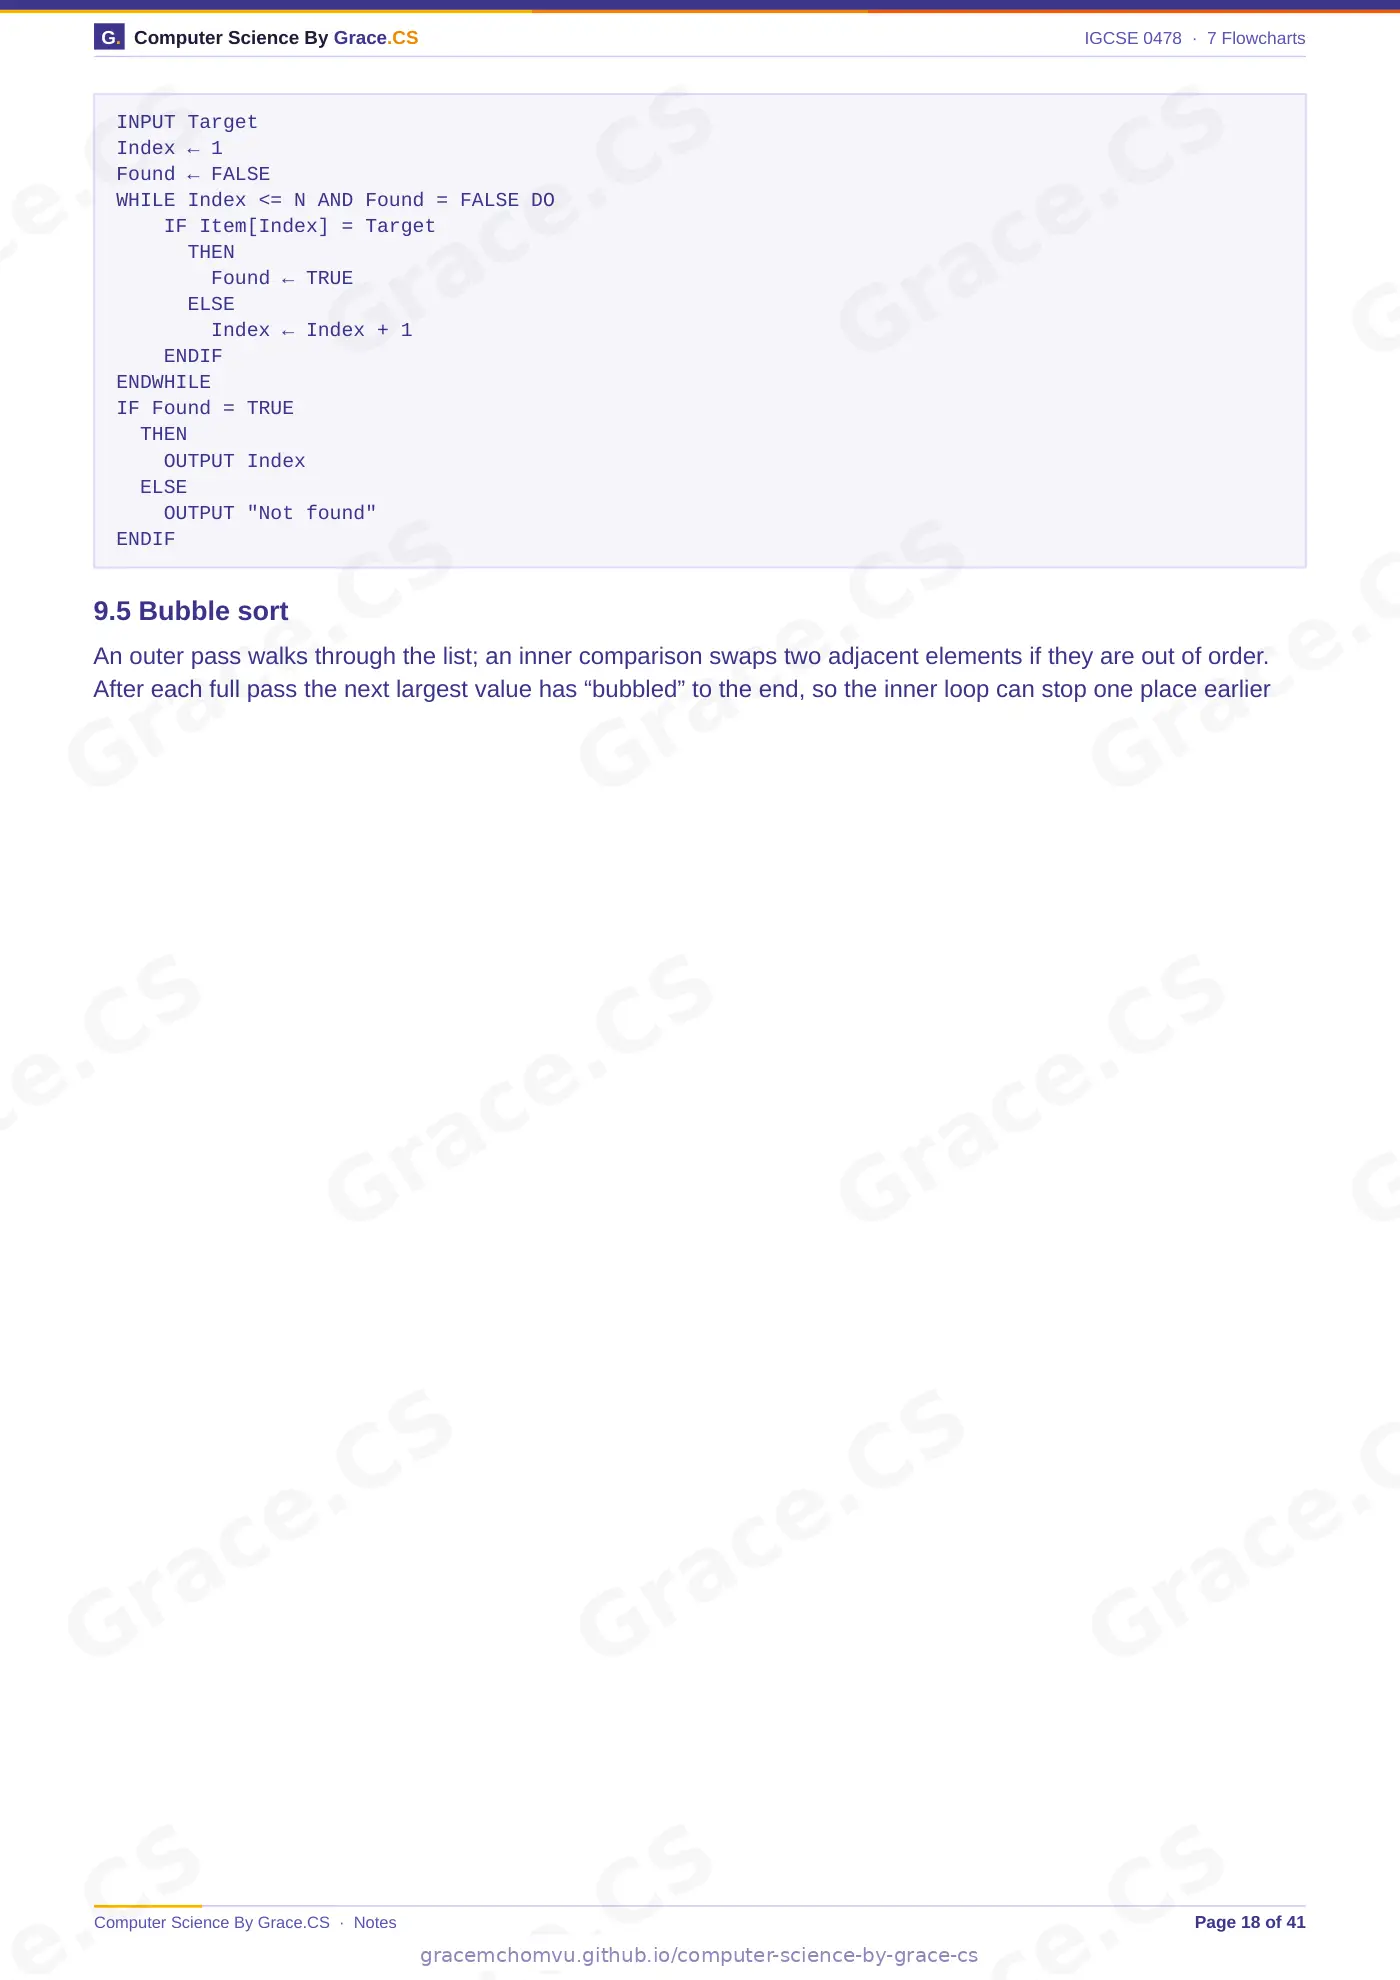 G. Computer Science By Grace.CS
IGCSE 0478 · 7 Flowcharts
INPUT Target
Index ← 1
Found ← FALSE
WHILE Index <= N AND Found = FALSE DO
    IF Item[Index] = Target
      THEN
        Found ← TRUE
      ELSE
        Index ← Index + 1
    ENDIF
ENDWHILE
IF Found = TRUE
  THEN
    OUTPUT Index
  ELSE
    OUTPUT "Not found"
ENDIF
9.5 Bubble sort
An outer pass walks through the list; an inner comparison swaps two adjacent elements if they are out of order.
After each full pass the next largest value has “bubbled” to the end, so the inner loop can stop one place earlier
Computer Science By Grace.CS · Notes
Page 18 of 41
gracemchomvu.github.io/computer-science-by-grace-cs